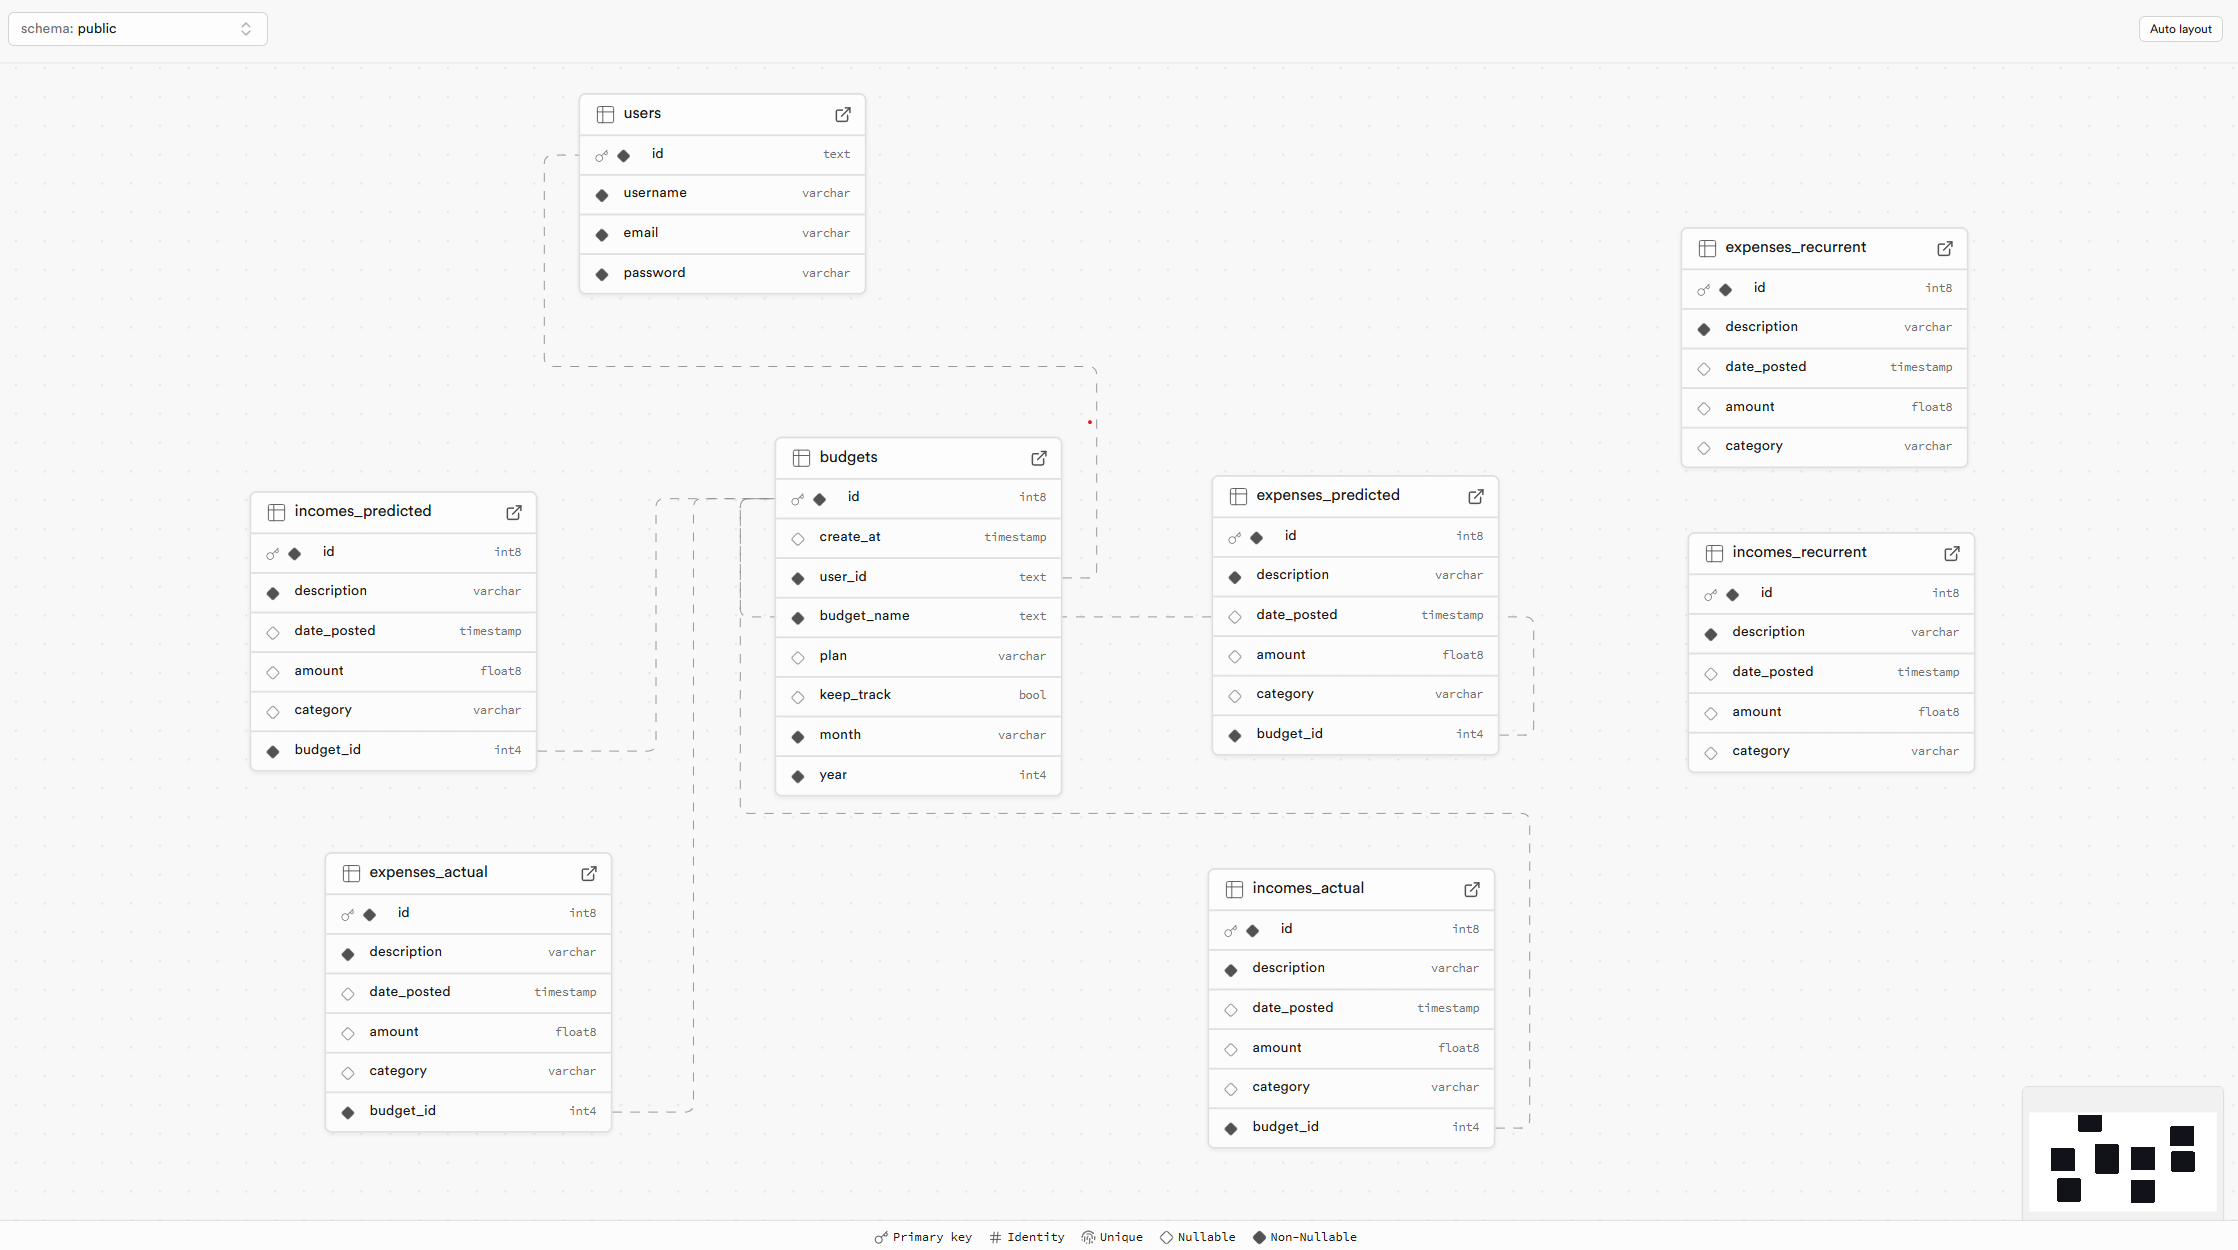 schema: public
Auto layout
users
id text
username varchar
email varchar
password varchar
expenses_recurrent
id int8
description varchar
date_posted timestamp
amount float8
category varchar
budgets
id int8
create_at timestamp
user_id text
budget_name text
plan varchar
keep_track bool
month varchar
year int4
expenses_predicted
id int8
description varchar
date_posted timestamp
amount float8
category varchar
budget_id int4
incomes_predicted
id int8
description varchar
date_posted timestamp
amount float8
category varchar
budget_id int4
incomes_recurrent
id int8
description varchar
date_posted timestamp
amount float8
category varchar
expenses_actual
id int8
description varchar
date_posted timestamp
amount float8
category varchar
budget_id int4
incomes_actual
id int8
description varchar
date_posted timestamp
amount float8
category varchar
budget_id int4
Primary key # Identity Unique Nullable Non-Nullable